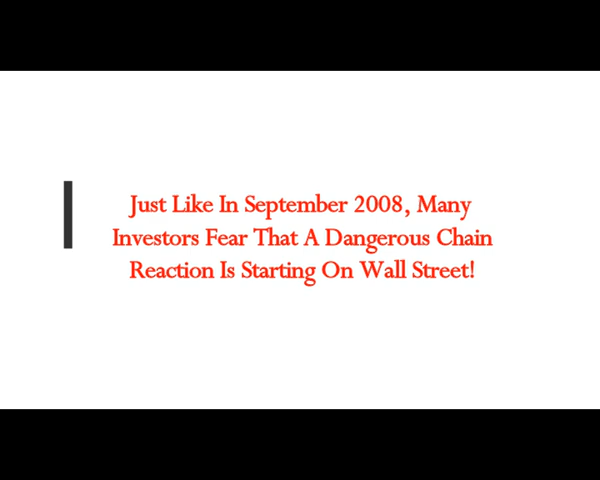 Just Like In September 2008, Many
Investors Fear That A Dangerous Chain
Reaction Is Starting On Wall Street!